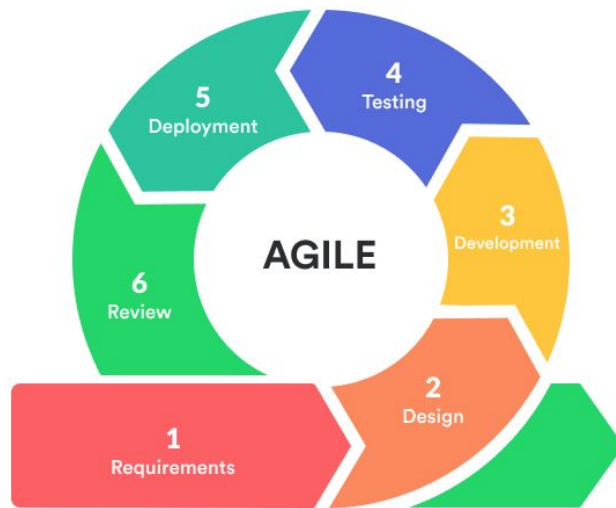 AGILE
1
Requirements
2
Design
3
Development
4
Testing
5
Deployment
6
Review